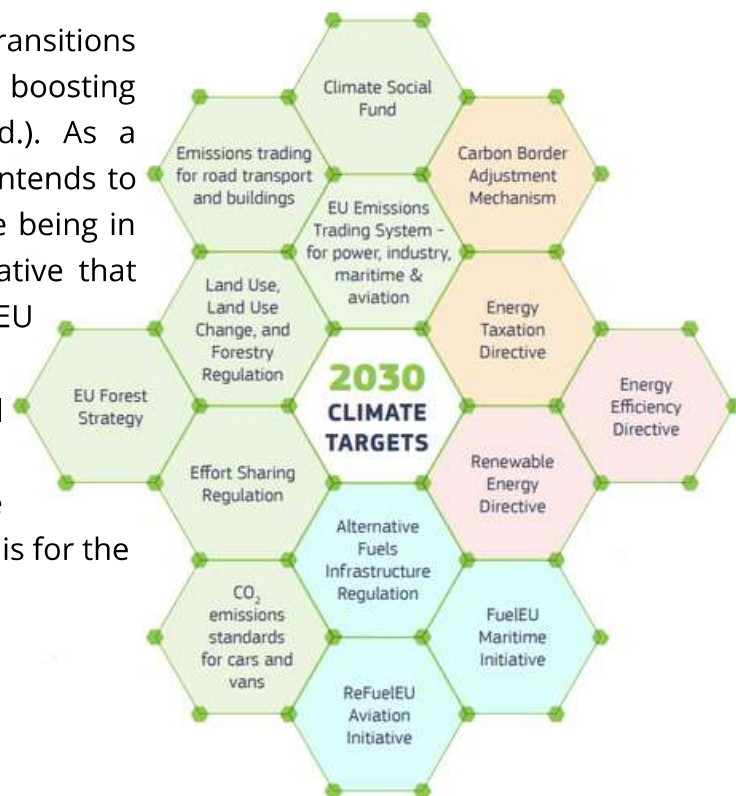 ransitions
boosting
d.). As a
ntends to
e being in
ative that
EU
is for the
Climate Social
Fund
Emissions trading
for road transport
and buildings
Carbon Border
Adjustment
Mechanism
EU Emissions
Trading System -
for power, industry,
maritime &
aviation
Land Use,
Land Use
Change, and
Forestry
Regulation
Energy
Taxation
Directive
EU Forest
Strategy
2030
CLIMATE
TARGETS
Energy
Efficiency
Directive
Effort Sharing
Regulation
Renewable
Energy
Directive
Alternative
Fuels
Infrastructure
Regulation
CO₂
emissions
standards
for cars and
vans
FuelEU
Maritime
Initiative
ReFuelEU
Aviation
Initiative